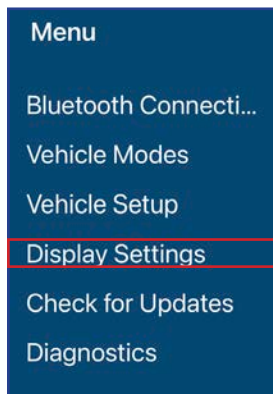 Menu
Bluetooth Connecti...
Vehicle Modes
Vehicle Setup
Display Settings
Check for Updates
Diagnostics